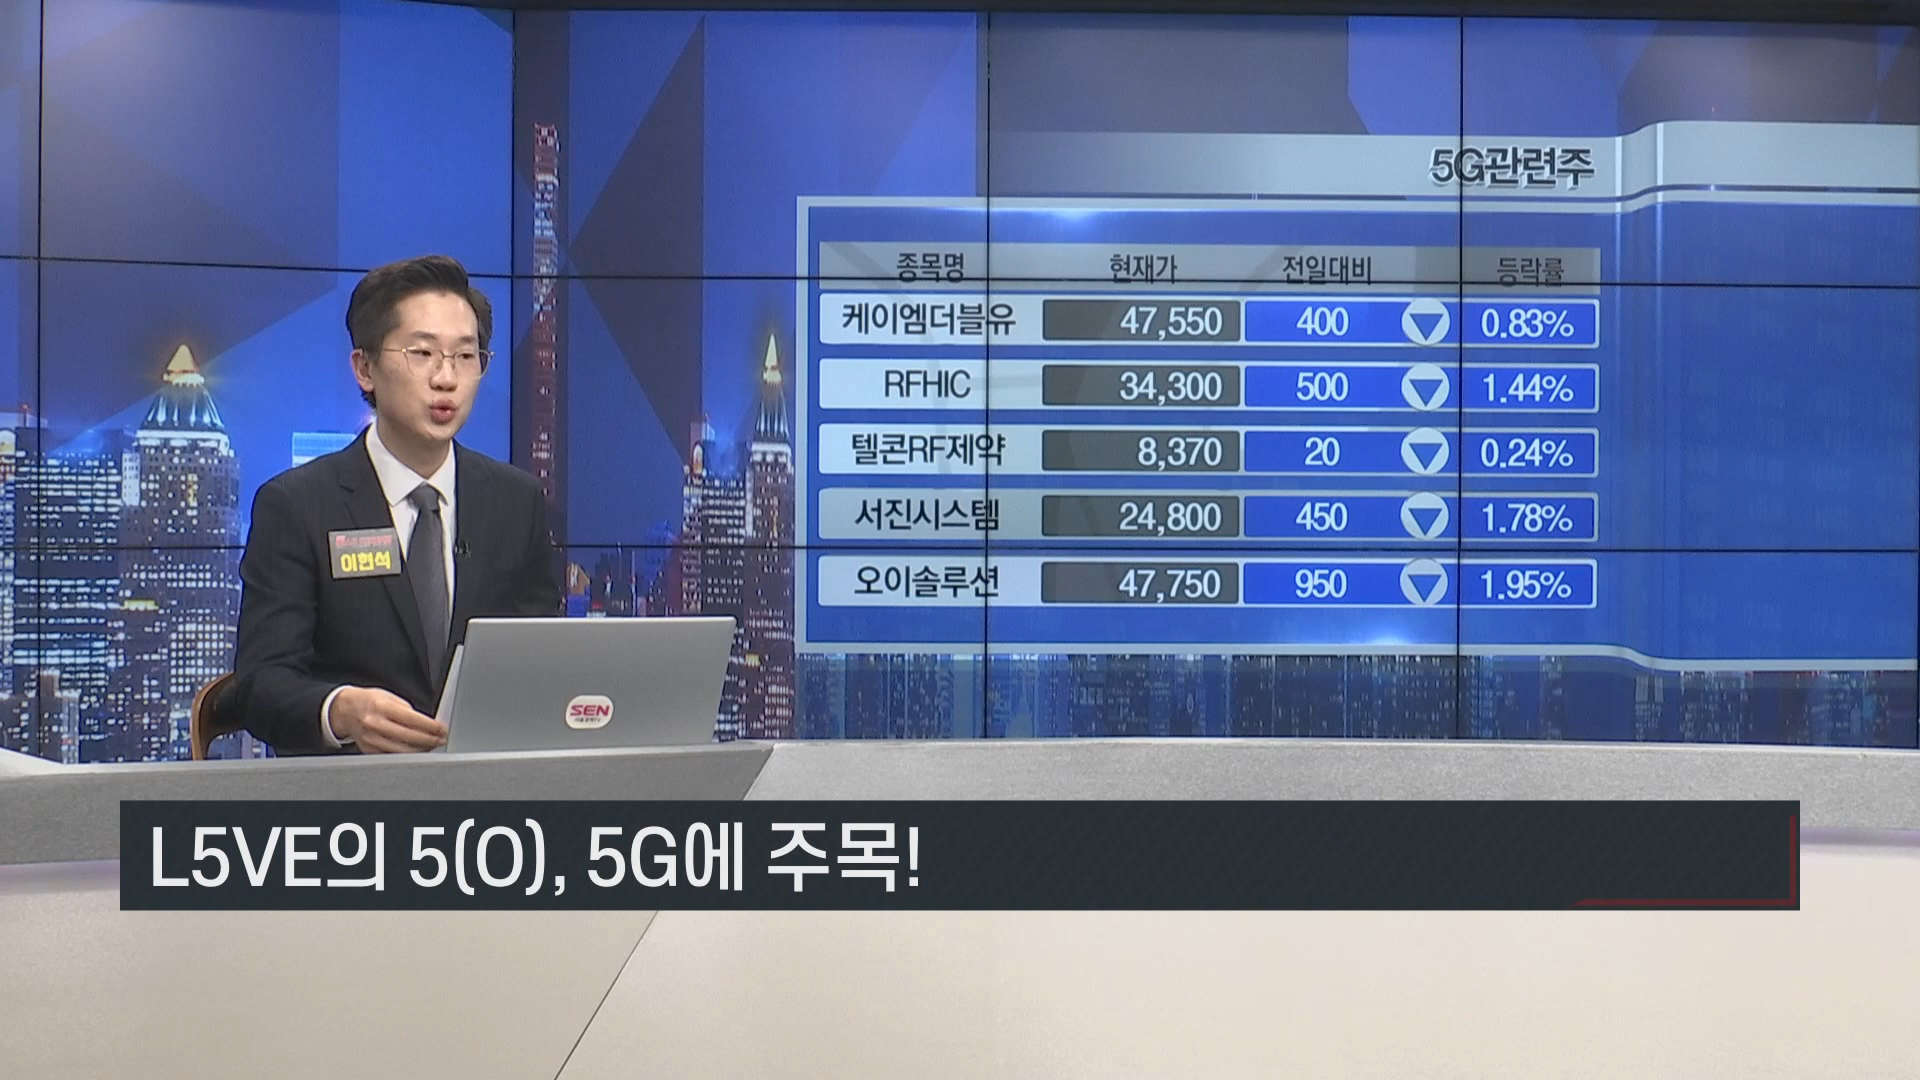 5G관련주
종목명 현재가 전일대비 등락률
케이엠더블유 47,550 400 0.83%
RFHIC 34,300 500 1.44%
텔콘RF제약 8,370 20 0.24%
서진시스템 24,800 450 1.78%
오이솔루션 47,750 950 1.95%
이현석
SEN
L5VE의 5(O), 5G에 주목!